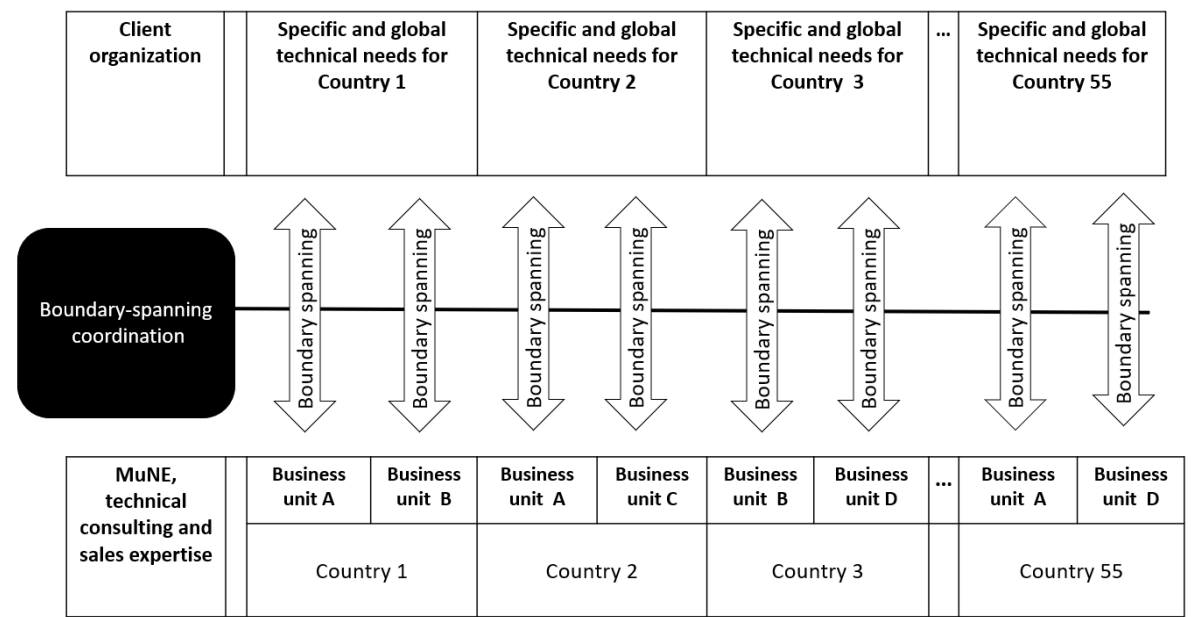 Client
organization
Specific and global
technical needs for
Country 1
Specific and global
technical needs for
Country 2
Specific and global
technical needs for
Country  3
...
Specific and global
technical needs for
Country 55
Boundary-spanning
coordination
Boundary spanning
Boundary spanning
Boundary spanning
Boundary spanning
Boundary spanning
Boundary spanning
Boundary spanning
Boundary spanning
MuNE,
technical
consulting and
sales expertise
Business
unit A
Business
unit  B
Business
unit  A
Business
unit C
Business
unit  B
Business
unit D
...
Business
unit  A
Business
unit  D
Country 1
Country 2
Country 3
Country 55